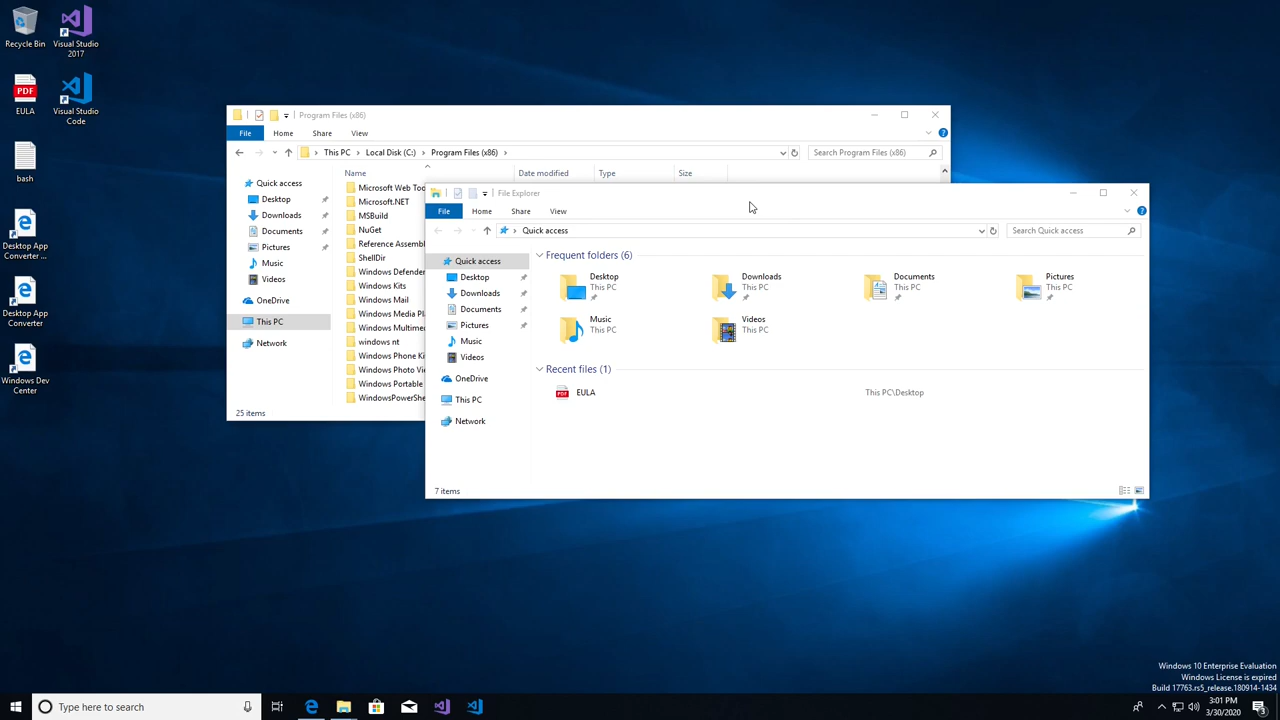 Recycle Bin
Visual Studio
2017
EULA
Visual Studio
Code
bash
Desktop App
Converter ...
Desktop App
Converter
Windows Dev
Center
Program Files (x86)
File Home Share View
This PC Local Disk (C:) Program Files (x86)
Search Program Files (x86)
Name Date modified Type Size
Quick access
Desktop
Downloads
Documents
Pictures
Music
Videos
OneDrive
This PC
Network
Microsoft Web Too
Microsoft.NET
MSBuild
NuGet
Reference Assembl
ShellDir
Windows Defender
Windows Kits
Windows Mail
Windows Media Pla
Windows Multimed
windows nt
Windows Phone Kit
Windows Photo Vie
Windows Portable
WindowsPowerShe
25 items
File Explorer
File Home Share View
Quick access
Search Quick access
Quick access
Desktop
Downloads
Documents
Pictures
Music
Videos
OneDrive
This PC
Network
Frequent folders (6)
Desktop
This PC
Downloads
This PC
Documents
This PC
Pictures
This PC
Music
This PC
Videos
This PC
Recent files (1)
EULA This PC\Desktop
7 items
Windows 10 Enterprise Evaluation
Windows License is expired
Build 17763.rs5_release.180914-1434
Type here to search
3:01 PM
3/30/2020
3